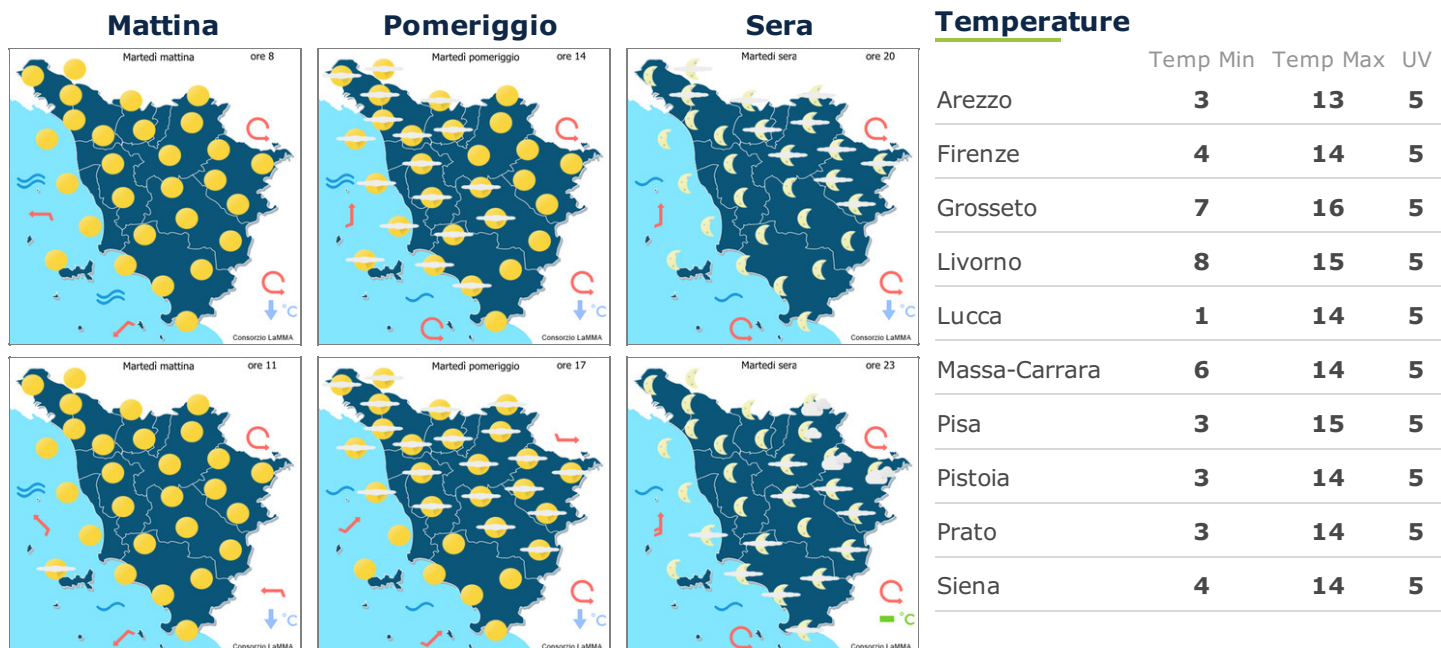 Mattina Pomeriggio Sera Temperature
Martedì mattina ore 8
°C
Consorzio LaMMA
Martedì pomeriggio ore 14
°C
Consorzio LaMMA
Martedì sera ore 20
°C
Consorzio LaMMA
Martedì mattina ore 11
°C
Consorzio LaMMA
Martedì pomeriggio ore 17
°C
Consorzio LaMMA
Martedì sera ore 23
°C
Consorzio LaMMA
Temp Min Temp Max UV
Arezzo 3 13 5
Firenze 4 14 5
Grosseto 7 16 5
Livorno 8 15 5
Lucca 1 14 5
Massa-Carrara 6 14 5
Pisa 3 15 5
Pistoia 3 14 5
Prato 3 14 5
Siena 4 14 5